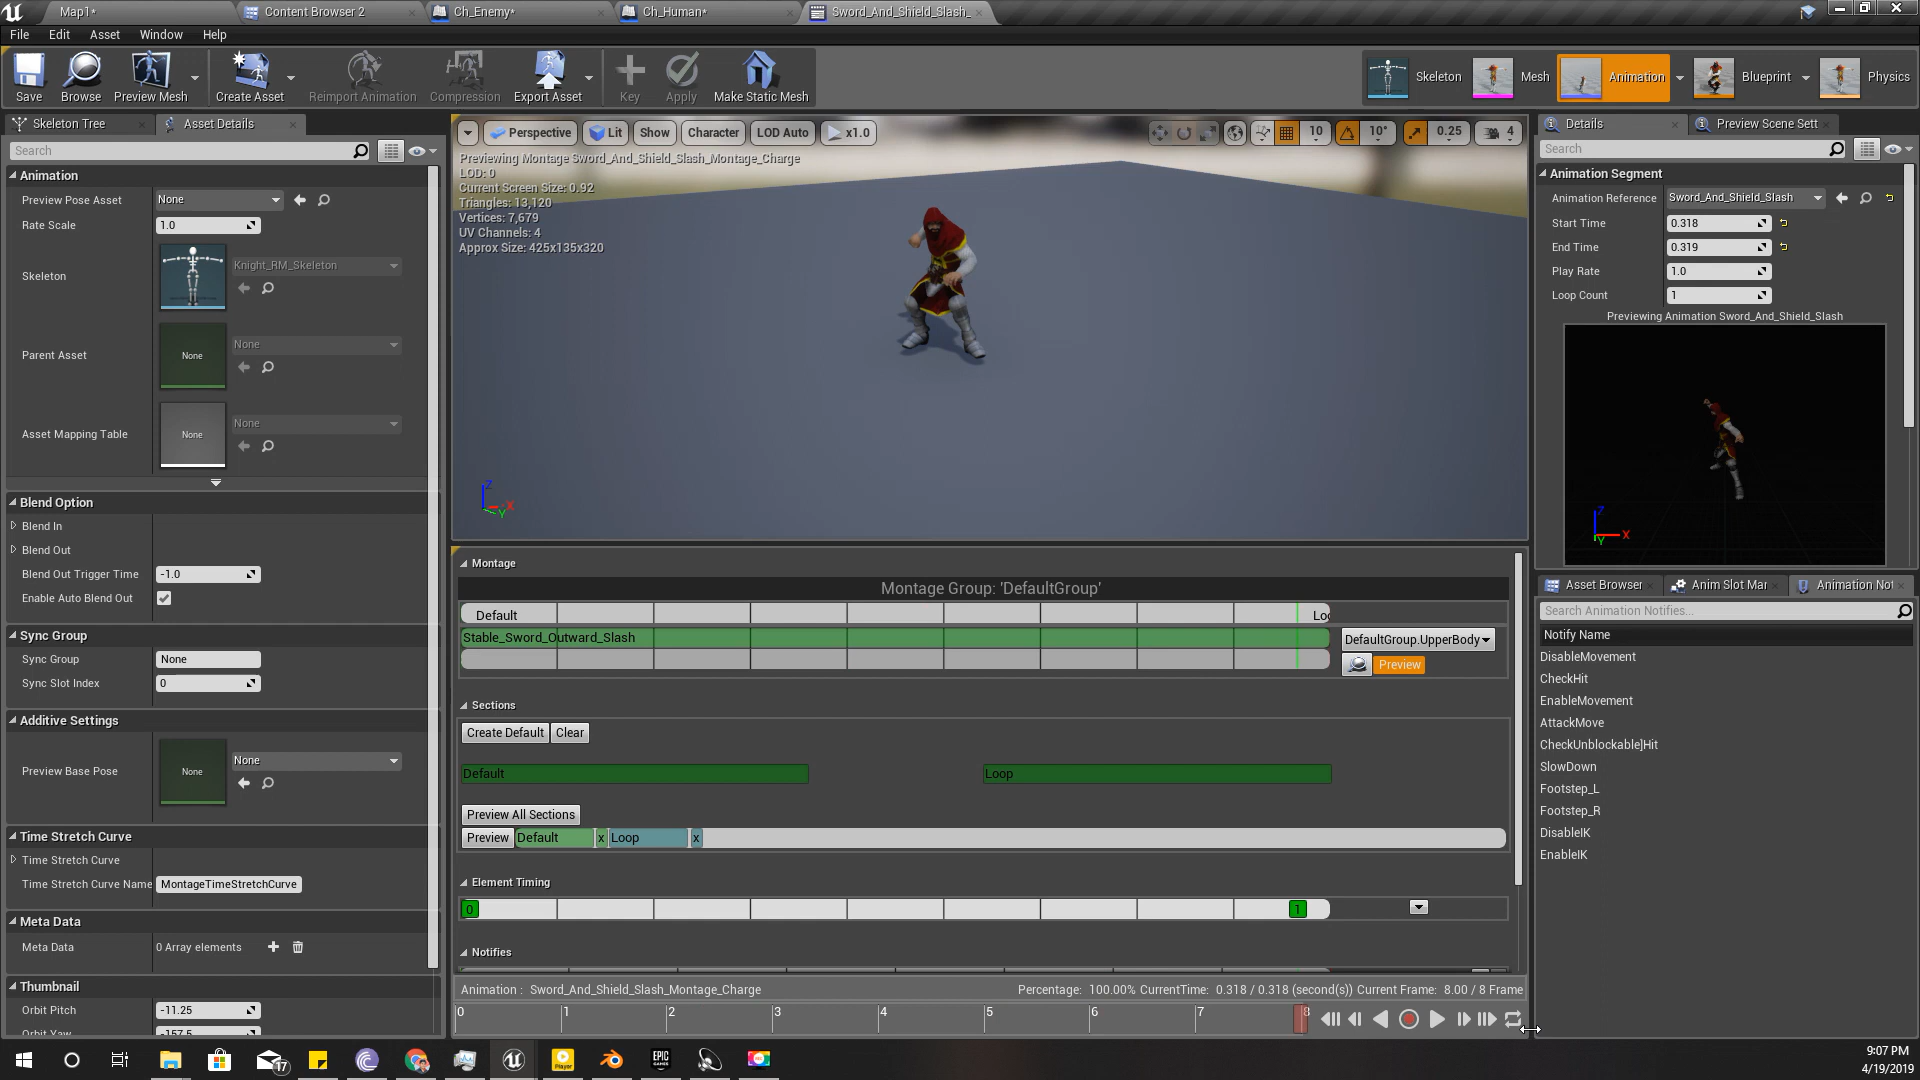 Map1*
Content Browser 2
Ch_Enemy*
Ch_Human*
Sword_And_Shield_Slash_
File Edit Asset Window Help
Save
Browse
Preview Mesh
Create Asset
Reimport Animation
Compression
Export Asset
Key
Apply
Make Static Mesh
Skeleton
Mesh
Animation
Blueprint
Physics
Skeleton Tree
Asset Details
Search
Animation
Preview Pose Asset None
Rate Scale 1.0
Skeleton Knight_RM_Skeleton
Parent Asset None None
Asset Mapping Table None None
Blend Option
Blend In
Blend Out
Blend Out Trigger Time -1.0
Enable Auto Blend Out
Sync Group
Sync Group None
Sync Slot Index 0
Additive Settings
Preview Base Pose None None
Time Stretch Curve
Time Stretch Curve
Time Stretch Curve Name MontageTimeStretchCurve
Meta Data
Meta Data 0 Array elements
Thumbnail
Orbit Pitch -11.25
Orbit Yaw -157.5
Perspective Lit Show Character LOD Auto x1.0
10 10° 0.25 4
Previewing Montage Sword_And_Shield_Slash_Montage_Charge
LOD: 0
Current Screen Size: 0.92
Triangles: 13,120
Vertices: 7,679
UV Channels: 4
Approx Size: 425x135x320
Z X Y
Montage
Montage Group: 'DefaultGroup'
Default Loo
Stable_Sword_Outward_Slash
DefaultGroup.UpperBody
Preview
Sections
Create Default Clear
Default Loop
Preview All Sections
Preview Default x Loop x
Element Timing
0 1
Notifies
Animation : Sword_And_Shield_Slash_Montage_Charge Percentage: 100.00% CurrentTime: 0.318 / 0.318 (second(s)) Current Frame: 8.00 / 8 Frame
0 1 2 3 4 5 6 7 8
Details
Preview Scene Sett
Search
Animation Segment
Animation Reference Sword_And_Shield_Slash
Start Time 0.318
End Time 0.319
Play Rate 1.0
Loop Count 1
Previewing Animation Sword_And_Shield_Slash
Z X Y
Asset Browser
Anim Slot Mar
Animation Not
Search Animation Notifies...
Notify Name
DisableMovement
CheckHit
EnableMovement
AttackMove
CheckUnblockable]Hit
SlowDown
Footstep_L
Footstep_R
DisableIK
EnableIK
17
Player
EPIC GAMES
9:07 PM
4/19/2019